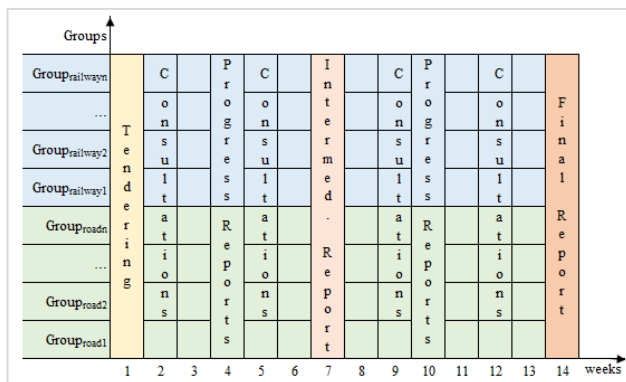 Groups
Grouprailwayn
...
Grouprailway2
Grouprailway1
Grouproadn
...
Grouproad2
Grouproad1
Tendering
Consultations
Progress Reports
Consultations
Intermed. Report
Consultations
Progress Reports
Consultations
Final Report
1 2 3 4 5 6 7 8 9 10 11 12 13 14 weeks